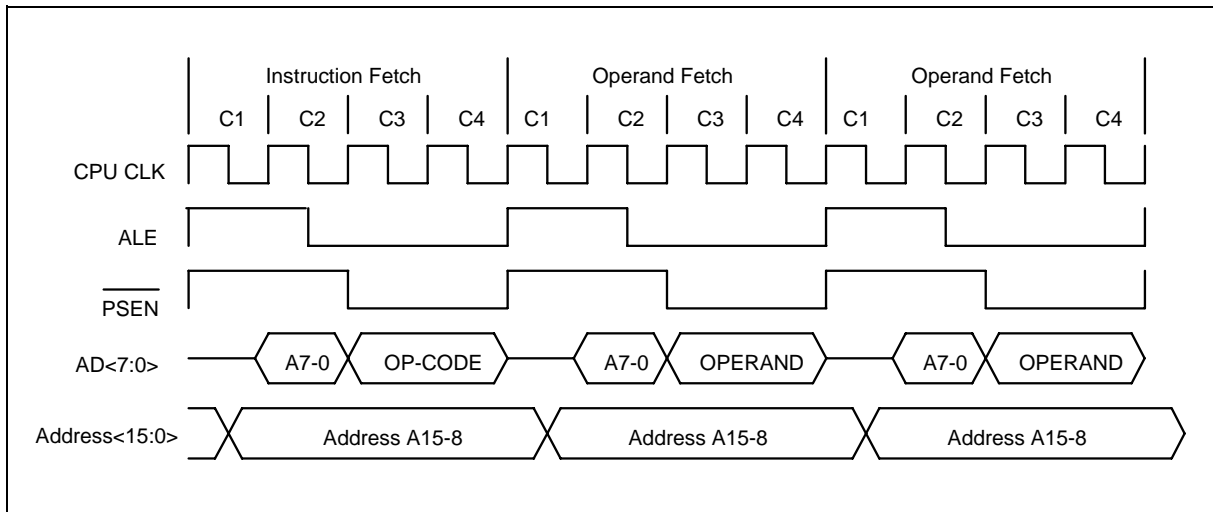 Instruction Fetch Operand Fetch Operand Fetch
C1 C2 C3 C4 C1 C2 C3 C4 C1 C2 C3 C4
CPU CLK
ALE
PSEN
AD<7:0> A7-0 OP-CODE A7-0 OPERAND A7-0 OPERAND
Address<15:0> Address A15-8 Address A15-8 Address A15-8